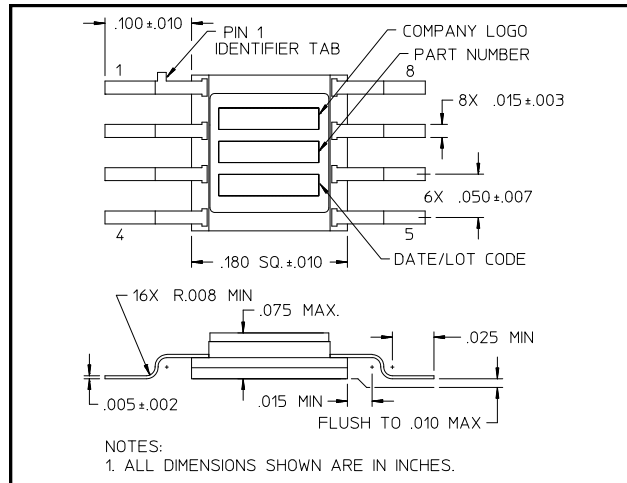 .100±.010
PIN 1
IDENTIFIER TAB
COMPANY LOGO
PART NUMBER
1
8
8X .015±.003
6X .050±.007
4
5
.180 SQ.±.010
DATE/LOT CODE
16X R.008 MIN
.075 MAX.
.025 MIN
.005±.002
.015 MIN
FLUSH TO .010 MAX
NOTES:
1. ALL DIMENSIONS SHOWN ARE IN INCHES.